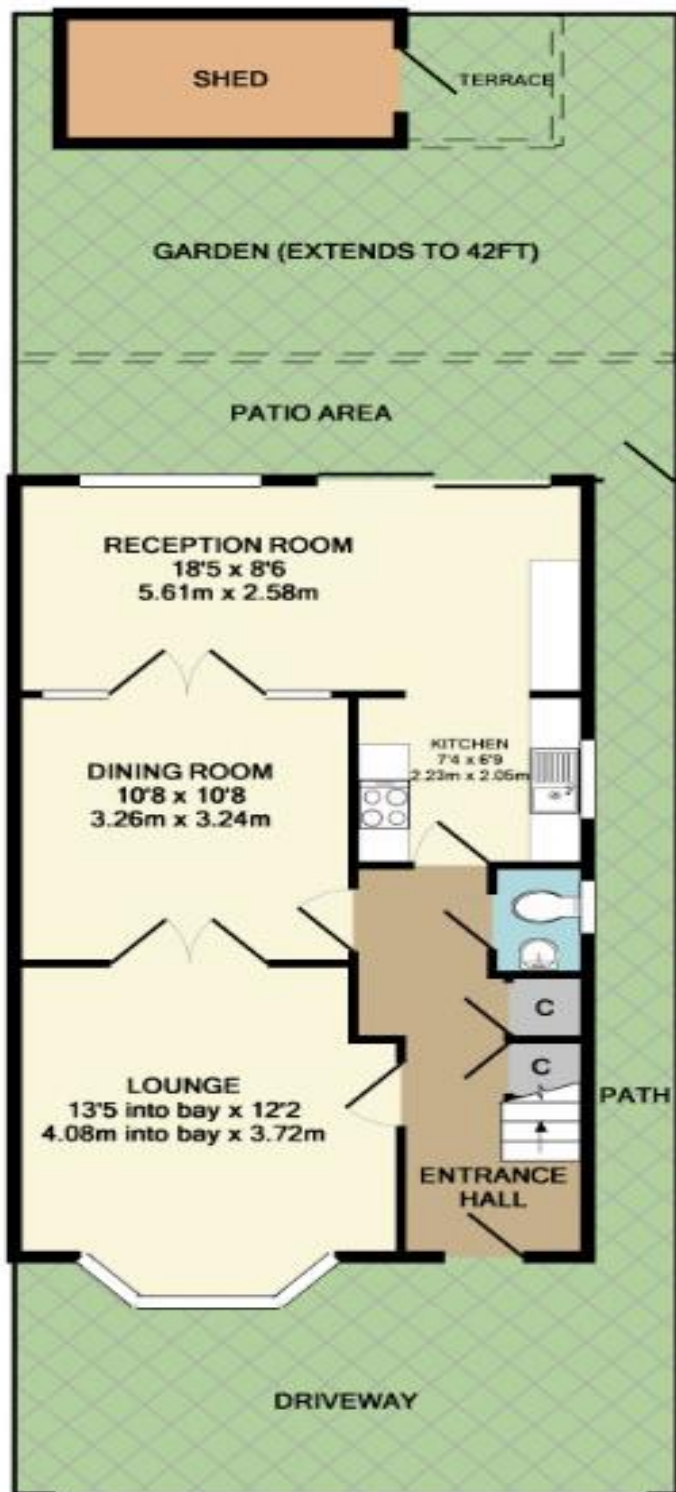 SHED
TERRACE
GARDEN (EXTENDS TO 42FT)
PATIO AREA
RECEPTION ROOM
18'5 x 8'6
5.61m x 2.58m
KITCHEN
7'4 x 6'9
2.23m x 2.05m
DINING ROOM
10'8 x 10'8
3.26m x 3.24m
C
C
LOUNGE
13'5 into bay x 12'2
4.08m into bay x 3.72m
PATH
ENTRANCE
HALL
DRIVEWAY